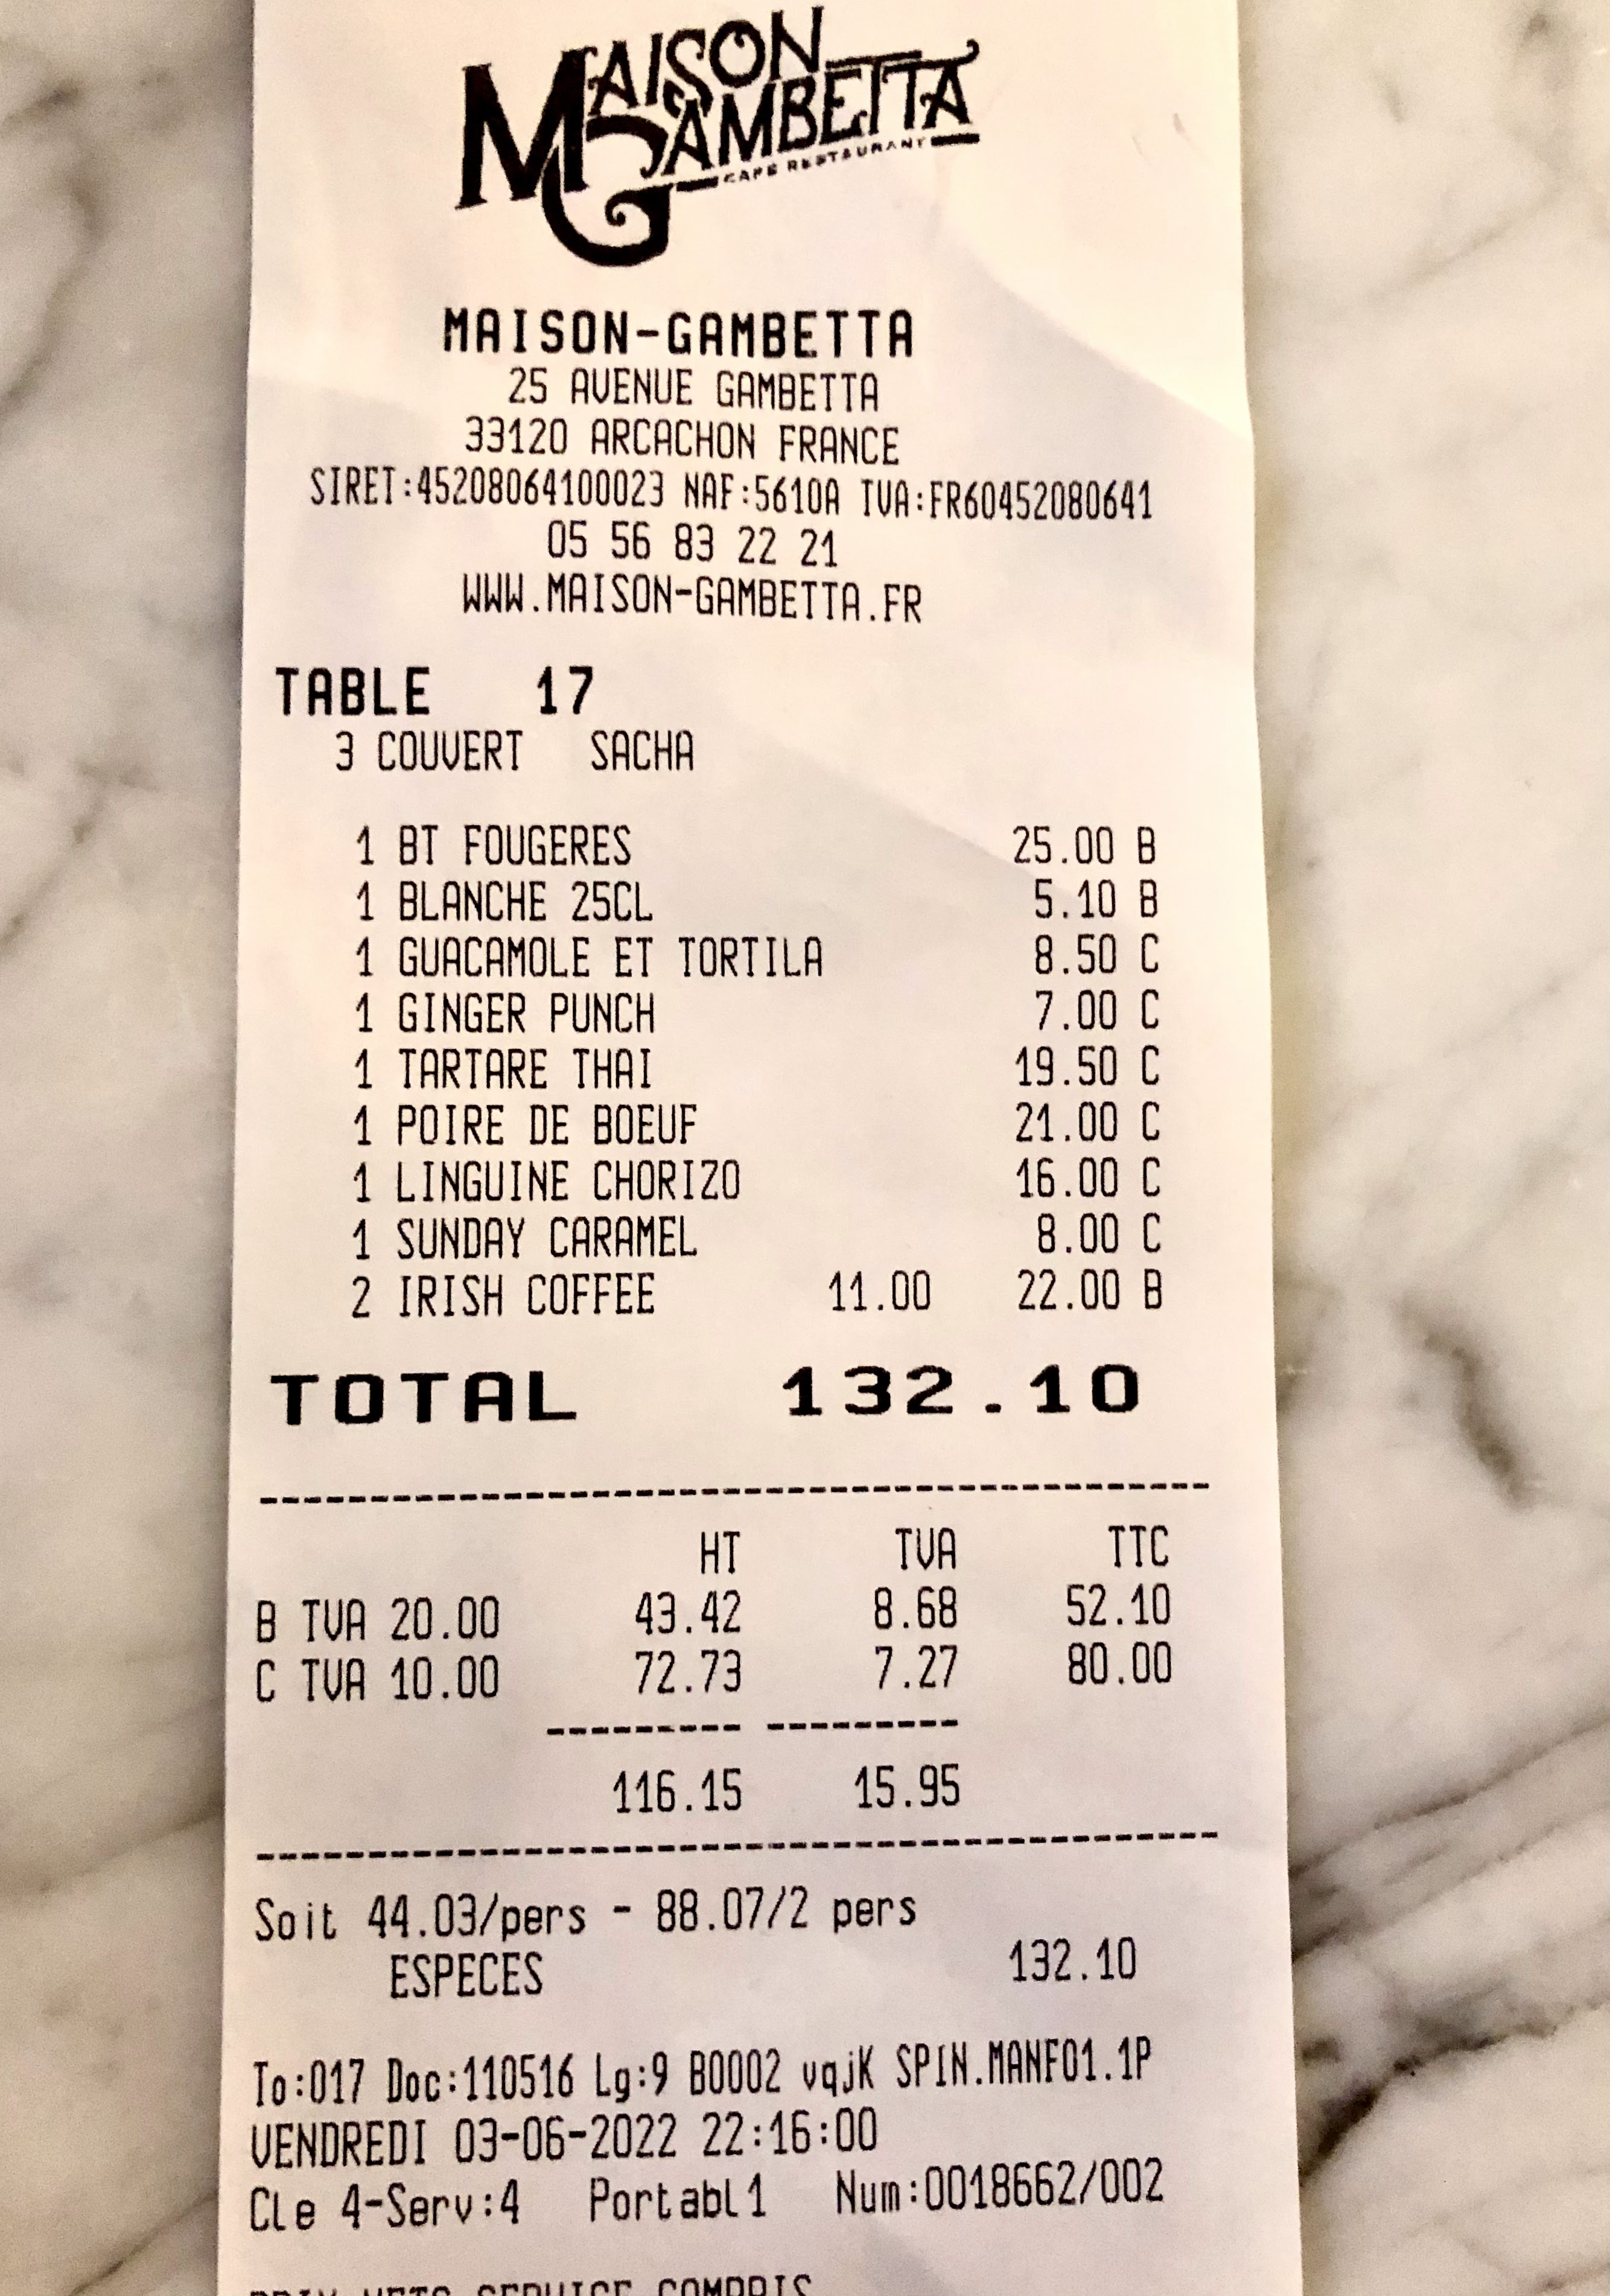 MAISON
GAMBETTA
CAFE RESTAURANT
MAISON-GAMBETTA
25 AVENUE GAMBETTA
33120 ARCACHON FRANCE
SIRET:45208064100023 NAF:5610A TVA:FR60452080641
05 56 83 22 21
WWW.MAISON-GAMBETTA.FR
TABLE 17
3 COUVERT SACHA
1 BT FOUGERES 25.00 B
1 BLANCHE 25CL 5.10 B
1 GUACAMOLE ET TORTILA 8.50 C
1 GINGER PUNCH 7.00 C
1 TARTARE THAI 19.50 C
1 POIRE DE BOEUF 21.00 C
1 LINGUINE CHORIZO 16.00 C
1 SUNDAY CARAMEL 8.00 C
2 IRISH COFFEE 11.00 22.00 B
TOTAL 132.10
HT TVA TTC
B TVA 20.00 43.42 8.68 52.10
C TVA 10.00 72.73 7.27 80.00
116.15 15.95
Soit 44.03/pers - 88.07/2 pers
ESPECES 132.10
To:017 Doc:110516 Lg:9 B0002 vqjK SPIN.MANF01.1P
VENDREDI 03-06-2022 22:16:00
Cle 4-Serv:4 Portabl1 Num:0018662/002
PRIX NETS SERVICE COMPRIS